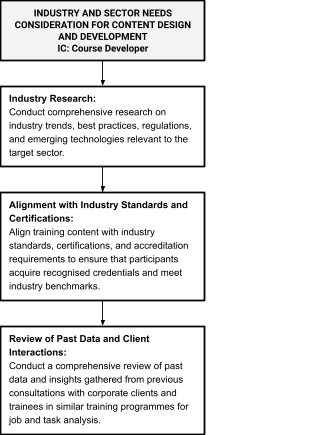 INDUSTRY AND SECTOR NEEDS
CONSIDERATION FOR CONTENT DESIGN
AND DEVELOPMENT
IC: Course Developer
Industry Research:
Conduct comprehensive research on
industry trends, best practices, regulations,
and emerging technologies relevant to the
target sector.
Alignment with Industry Standards and
Certifications:
Align training content with industry
standards, certifications, and accreditation
requirements to ensure that participants
acquire recognised credentials and meet
industry benchmarks.
Review of Past Data and Client
Interactions:
Conduct a comprehensive review of past
data and insights gathered from previous
consultations with corporate clients and
trainees in similar training programmes for
job and task analysis.